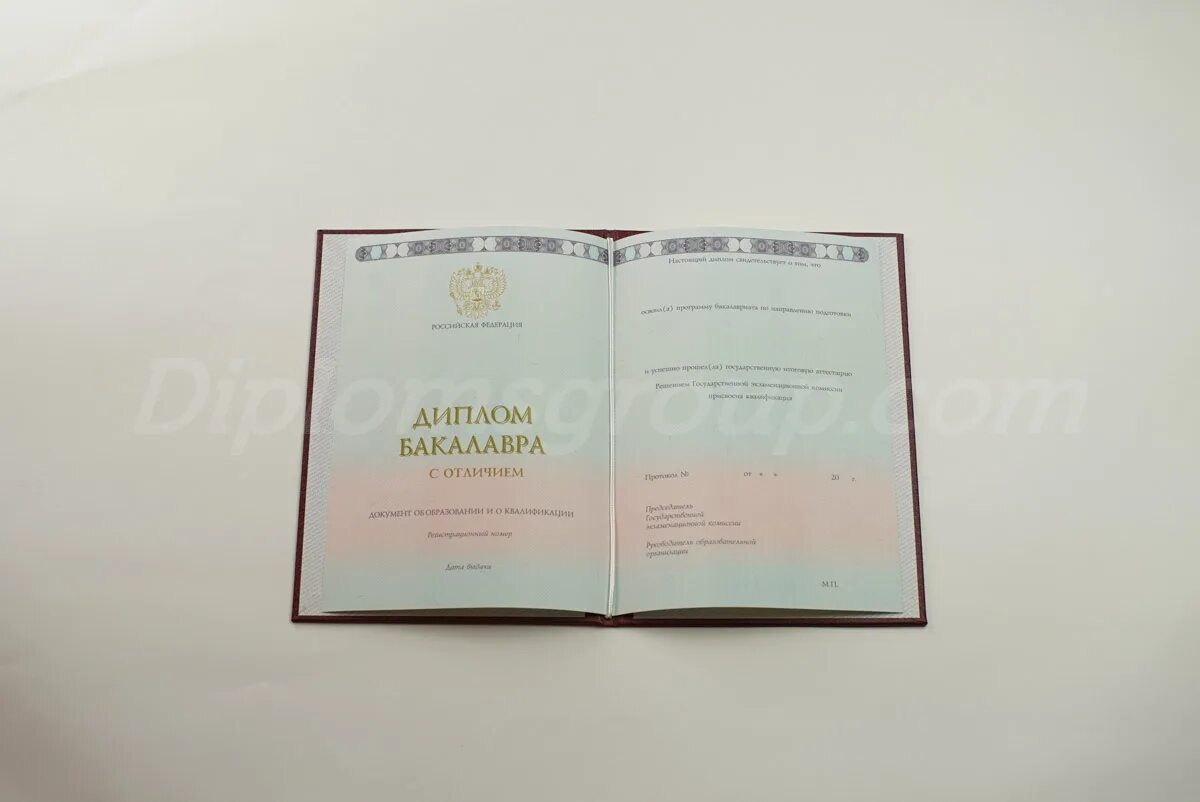 РОССИЙСКАЯ ФЕДЕРАЦИЯ
ДИПЛОМ
БАКАЛАВРА
С ОТЛИЧИЕМ
ДОКУМЕНТ ОБ ОБРАЗОВАНИИ И О КВАЛИФИКАЦИИ
Регистрационный номер
Дата выдачи
Настоящий диплом свидетельствует о том, что
освоил(а) программу бакалавриата по направлению подготовки
и успешно прошел(ла) государственную итоговую аттестацию
Решением Государственной экзаменационной комиссии
присвоена квалификация
Протокол № от « » 20 г.
Председатель
Государственной
экзаменационной комиссии
Руководитель образовательной
организации
М.П.
Diplomsgroup.com